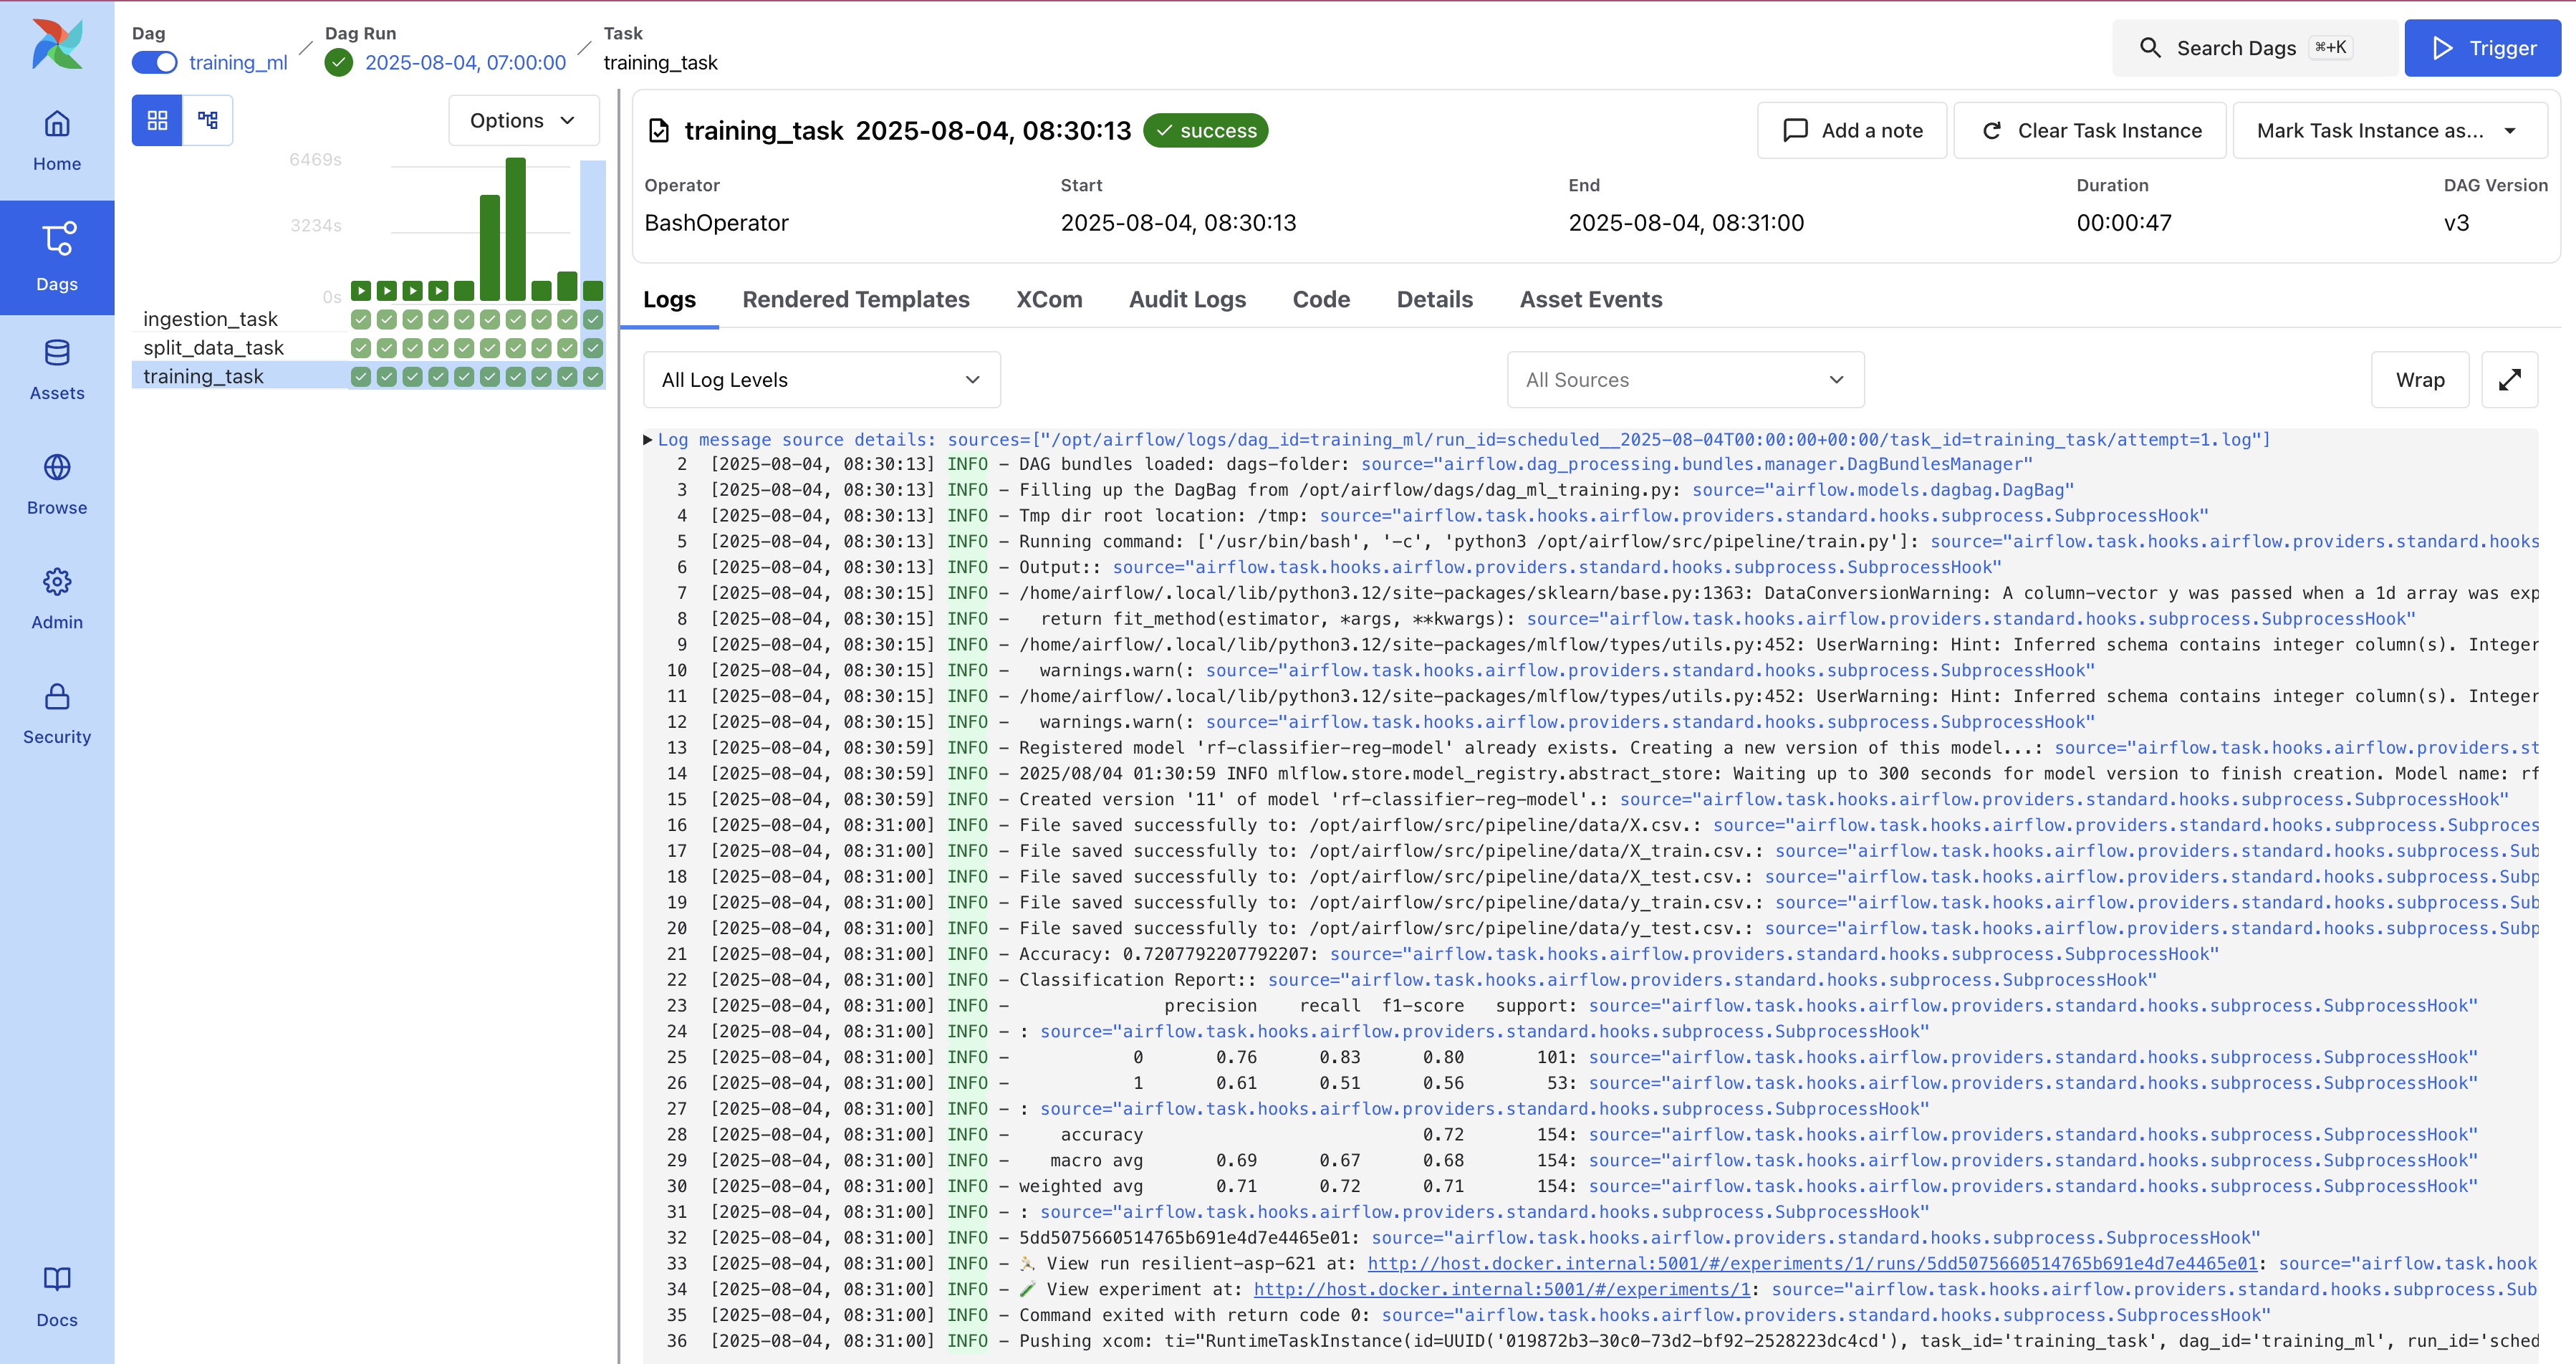 Dag
training_ml
Dag Run
2025-08-04, 07:00:00
Task
training_task
Search Dags ⌘+K
Trigger
Home
Dags
Assets
Browse
Admin
Security
Docs
Options
6469s
3234s
0s
ingestion_task
split_data_task
training_task
training_task 2025-08-04, 08:30:13 success
Add a note
Clear Task Instance
Mark Task Instance as...
Operator Start End Duration DAG Version
BashOperator 2025-08-04, 08:30:13 2025-08-04, 08:31:00 00:00:47 v3
Logs Rendered Templates XCom Audit Logs Code Details Asset Events
All Log Levels All Sources Wrap
Log message source details: sources=["/opt/airflow/logs/dag_id=training_ml/run_id=scheduled__2025-08-04T00:00:00+00:00/task_id=training_task/attempt=1.log"]
2 [2025-08-04, 08:30:13] INFO - DAG bundles loaded: dags-folder: source="airflow.dag_processing.bundles.manager.DagBundlesManager"
3 [2025-08-04, 08:30:13] INFO - Filling up the DagBag from /opt/airflow/dags/dag_ml_training.py: source="airflow.models.dagbag.DagBag"
4 [2025-08-04, 08:30:13] INFO - Tmp dir root location: /tmp: source="airflow.task.hooks.airflow.providers.standard.hooks.subprocess.SubprocessHook"
5 [2025-08-04, 08:30:13] INFO - Running command: ['/usr/bin/bash', '-c', 'python3 /opt/airflow/src/pipeline/train.py']: source="airflow.task.hooks.airflow.providers.standard.hooks
6 [2025-08-04, 08:30:13] INFO - Output:: source="airflow.task.hooks.airflow.providers.standard.hooks.subprocess.SubprocessHook"
7 [2025-08-04, 08:30:15] INFO - /home/airflow/.local/lib/python3.12/site-packages/sklearn/base.py:1363: DataConversionWarning: A column-vector y was passed when a 1d array was exp
8 [2025-08-04, 08:30:15] INFO - return fit_method(estimator, *args, **kwargs): source="airflow.task.hooks.airflow.providers.standard.hooks.subprocess.SubprocessHook"
9 [2025-08-04, 08:30:15] INFO - /home/airflow/.local/lib/python3.12/site-packages/mlflow/types/utils.py:452: UserWarning: Hint: Inferred schema contains integer column(s). Integer
10 [2025-08-04, 08:30:15] INFO - warnings.warn(: source="airflow.task.hooks.airflow.providers.standard.hooks.subprocess.SubprocessHook"
11 [2025-08-04, 08:30:15] INFO - /home/airflow/.local/lib/python3.12/site-packages/mlflow/types/utils.py:452: UserWarning: Hint: Inferred schema contains integer column(s). Integer
12 [2025-08-04, 08:30:15] INFO - warnings.warn(: source="airflow.task.hooks.airflow.providers.standard.hooks.subprocess.SubprocessHook"
13 [2025-08-04, 08:30:59] INFO - Registered model 'rf-classifier-reg-model' already exists. Creating a new version of this model...: source="airflow.task.hooks.airflow.providers.st
14 [2025-08-04, 08:30:59] INFO - 2025/08/04 01:30:59 INFO mlflow.store.model_registry.abstract_store: Waiting up to 300 seconds for model version to finish creation. Model name: rf
15 [2025-08-04, 08:30:59] INFO - Created version '11' of model 'rf-classifier-reg-model'.: source="airflow.task.hooks.airflow.providers.standard.hooks.subprocess.SubprocessHook"
16 [2025-08-04, 08:31:00] INFO - File saved successfully to: /opt/airflow/src/pipeline/data/X.csv.: source="airflow.task.hooks.airflow.providers.standard.hooks.subprocess.Subproces
17 [2025-08-04, 08:31:00] INFO - File saved successfully to: /opt/airflow/src/pipeline/data/X_train.csv.: source="airflow.task.hooks.airflow.providers.standard.hooks.subprocess.Sub
18 [2025-08-04, 08:31:00] INFO - File saved successfully to: /opt/airflow/src/pipeline/data/X_test.csv.: source="airflow.task.hooks.airflow.providers.standard.hooks.subprocess.Subp
19 [2025-08-04, 08:31:00] INFO - File saved successfully to: /opt/airflow/src/pipeline/data/y_train.csv.: source="airflow.task.hooks.airflow.providers.standard.hooks.subprocess.Sub
20 [2025-08-04, 08:31:00] INFO - File saved successfully to: /opt/airflow/src/pipeline/data/y_test.csv.: source="airflow.task.hooks.airflow.providers.standard.hooks.subprocess.Subp
21 [2025-08-04, 08:31:00] INFO - Accuracy: 0.7207792207792207: source="airflow.task.hooks.airflow.providers.standard.hooks.subprocess.SubprocessHook"
22 [2025-08-04, 08:31:00] INFO - Classification Report:: source="airflow.task.hooks.airflow.providers.standard.hooks.subprocess.SubprocessHook"
23 [2025-08-04, 08:31:00] INFO - precision recall f1-score support: source="airflow.task.hooks.airflow.providers.standard.hooks.subprocess.SubprocessHook"
24 [2025-08-04, 08:31:00] INFO - : source="airflow.task.hooks.airflow.providers.standard.hooks.subprocess.SubprocessHook"
25 [2025-08-04, 08:31:00] INFO - 0 0.76 0.83 0.80 101: source="airflow.task.hooks.airflow.providers.standard.hooks.subprocess.SubprocessHook"
26 [2025-08-04, 08:31:00] INFO - 1 0.61 0.51 0.56 53: source="airflow.task.hooks.airflow.providers.standard.hooks.subprocess.SubprocessHook"
27 [2025-08-04, 08:31:00] INFO - : source="airflow.task.hooks.airflow.providers.standard.hooks.subprocess.SubprocessHook"
28 [2025-08-04, 08:31:00] INFO - accuracy 0.72 154: source="airflow.task.hooks.airflow.providers.standard.hooks.subprocess.SubprocessHook"
29 [2025-08-04, 08:31:00] INFO - macro avg 0.69 0.67 0.68 154: source="airflow.task.hooks.airflow.providers.standard.hooks.subprocess.SubprocessHook"
30 [2025-08-04, 08:31:00] INFO - weighted avg 0.71 0.72 0.71 154: source="airflow.task.hooks.airflow.providers.standard.hooks.subprocess.SubprocessHook"
31 [2025-08-04, 08:31:00] INFO - : source="airflow.task.hooks.airflow.providers.standard.hooks.subprocess.SubprocessHook"
32 [2025-08-04, 08:31:00] INFO - 5dd5075660514765b691e4d7e4465e01: source="airflow.task.hooks.airflow.providers.standard.hooks.subprocess.SubprocessHook"
33 [2025-08-04, 08:31:00] INFO - 🏃 View run resilient-asp-621 at: http://host.docker.internal:5001/#/experiments/1/runs/5dd5075660514765b691e4d7e4465e01: source="airflow.task.hook
34 [2025-08-04, 08:31:00] INFO - 🧪 View experiment at: http://host.docker.internal:5001/#/experiments/1: source="airflow.task.hooks.airflow.providers.standard.hooks.subprocess.Sub
35 [2025-08-04, 08:31:00] INFO - Command exited with return code 0: source="airflow.task.hooks.airflow.providers.standard.hooks.subprocess.SubprocessHook"
36 [2025-08-04, 08:31:00] INFO - Pushing xcom: ti="RuntimeTaskInstance(id=UUID('019872b3-30c0-73d2-bf92-2528223dc4cd'), task_id='training_task', dag_id='training_ml', run_id='sched